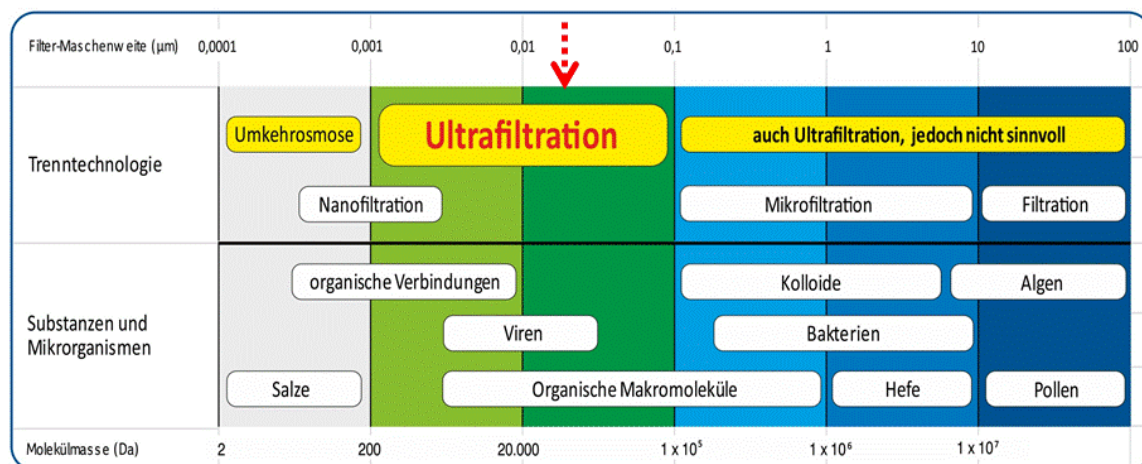 Filter-Maschenweite (µm) 0,0001 0,001 0,01 0,1 1 10 100
Trenntechnologie
Umkehrosmose
Ultrafiltration
auch Ultrafiltration, jedoch nicht sinnvoll
Nanofiltration
Mikrofiltration
Filtration
Substanzen und
Mikrorganismen
organische Verbindungen
Kolloide
Algen
Viren
Bakterien
Salze
Organische Makromoleküle
Hefe
Pollen
Molekülmasse (Da) 2 200 20.000 1 x 10⁵ 1 x 10⁶ 1 x 10⁷